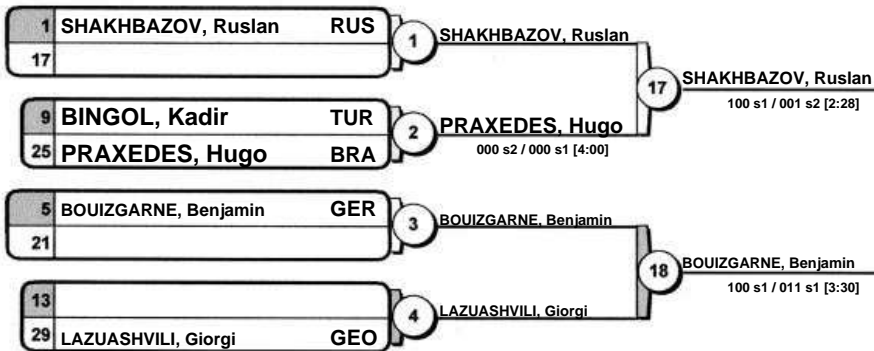 1 SHAKHBAZOV, Ruslan RUS
17
1 SHAKHBAZOV, Ruslan
9 BINGOL, Kadir TUR
25 PRAXEDES, Hugo BRA
2 PRAXEDES, Hugo
000 s2 / 000 s1 [4:00]
17 SHAKHBAZOV, Ruslan
100 s1 / 001 s2 [2:28]
5 BOUIZGARNE, Benjamin GER
21
3 BOUIZGARNE, Benjamin
13
29 LAZUASHVILI, Giorgi GEO
4 LAZUASHVILI, Giorgi
18 BOUIZGARNE, Benjamin
100 s1 / 011 s1 [3:30]